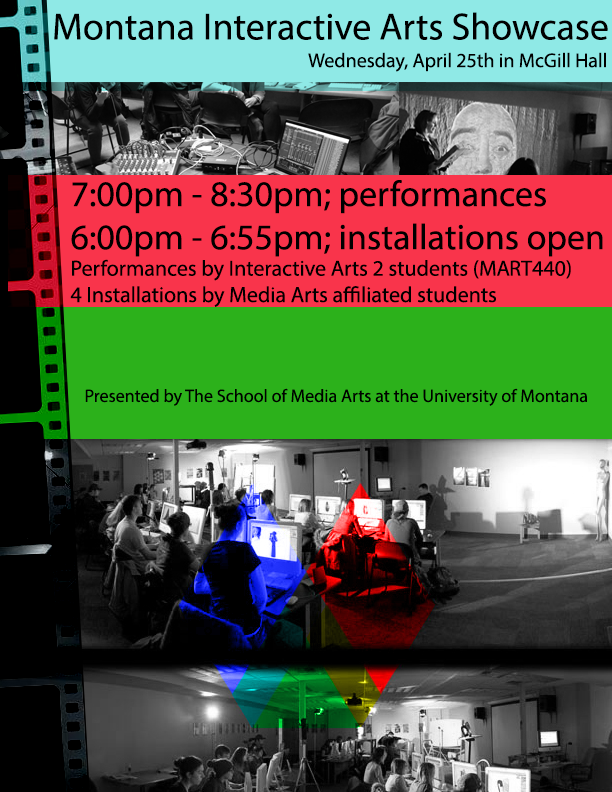 Montana Interactive Arts Showcase
Wednesday, April 25th in McGill Hall
7:00pm - 8:30pm; performances
6:00pm - 6:55pm; installations open
Performances by Interactive Arts 2 students (MART440)
4 Installations by Media Arts affiliated students
Presented by The School of Media Arts at the University of Montana